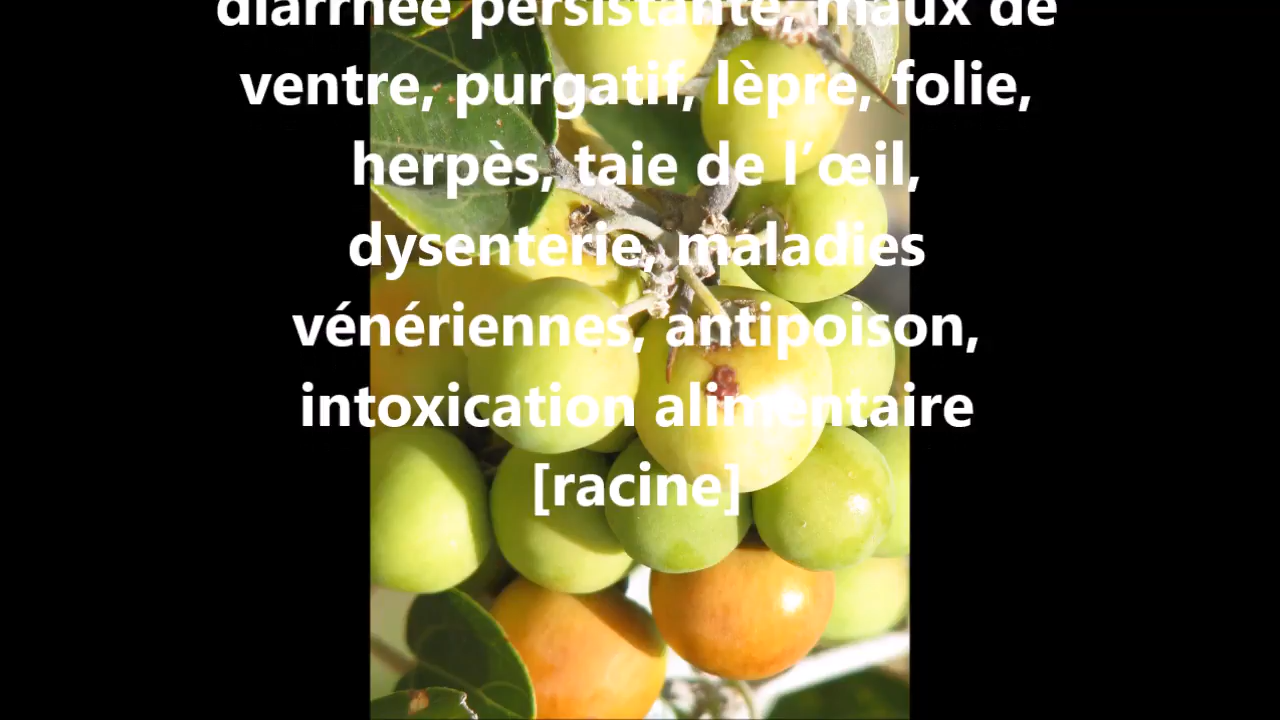 diarrhée persistante, maux de
ventre, purgatif, lèpre, folie,
herpès, taie de l’œil,
dysenterie, maladies
vénériennes, antipoison,
intoxication alimentaire
[racine]